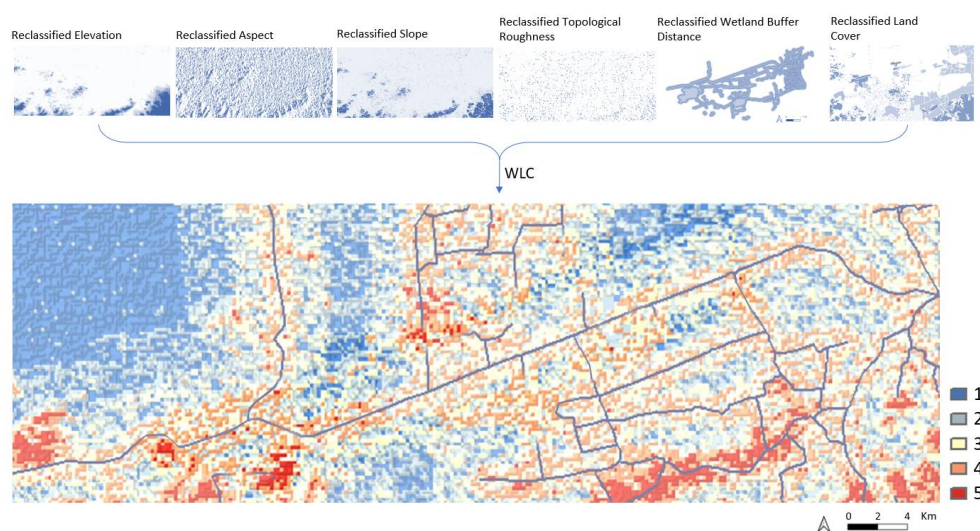 Reclassified Elevation
Reclassified Aspect
Reclassified Slope
Reclassified Topological
Roughness
Reclassified Wetland Buffer
Distance
Reclassified Land
Cover
WLC
1
2
3
4
5
0 2 4 Km